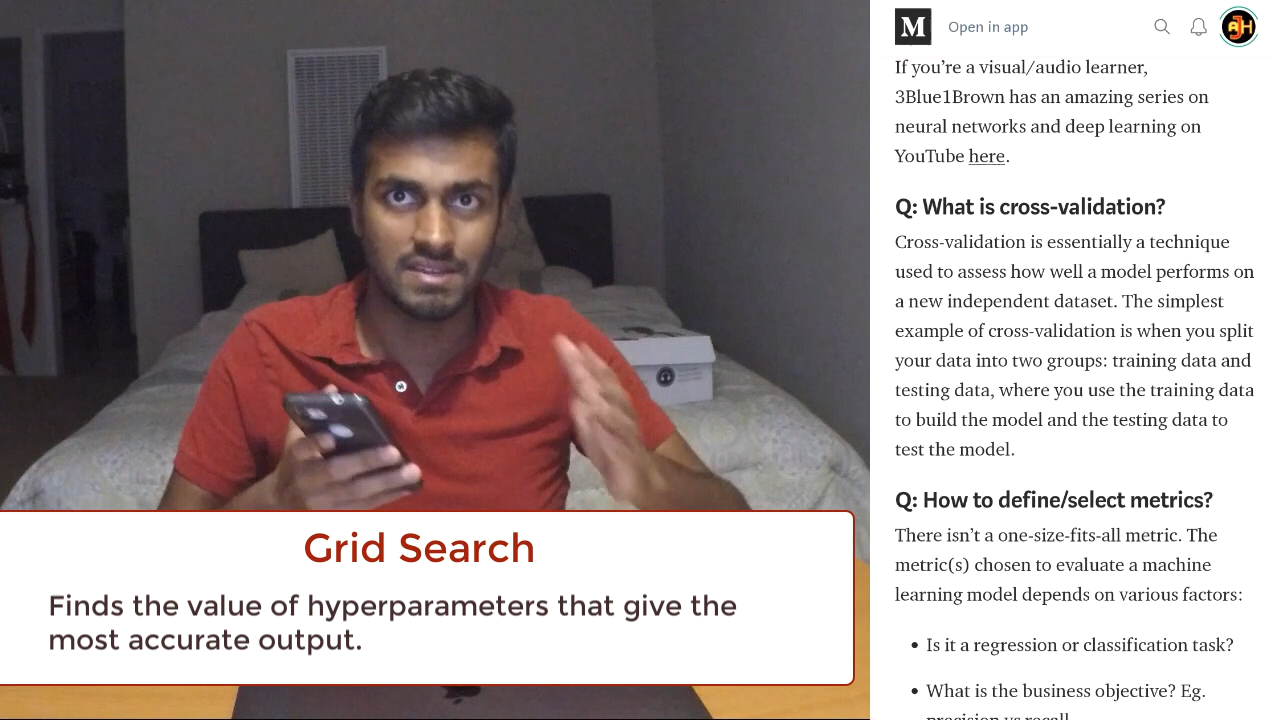 Grid Search
Finds the value of hyperparameters that give the
most accurate output.
M
Open in app
If you’re a visual/audio learner,
3Blue1Brown has an amazing series on
neural networks and deep learning on
YouTube here.
Q: What is cross-validation?
Cross-validation is essentially a technique
used to assess how well a model performs on
a new independent dataset. The simplest
example of cross-validation is when you split
your data into two groups: training data and
testing data, where you use the training data
to build the model and the testing data to
test the model.
Q: How to define/select metrics?
There isn’t a one-size-fits-all metric. The
metric(s) chosen to evaluate a machine
learning model depends on various factors:
• Is it a regression or classification task?
• What is the business objective? Eg.
precision vs recall